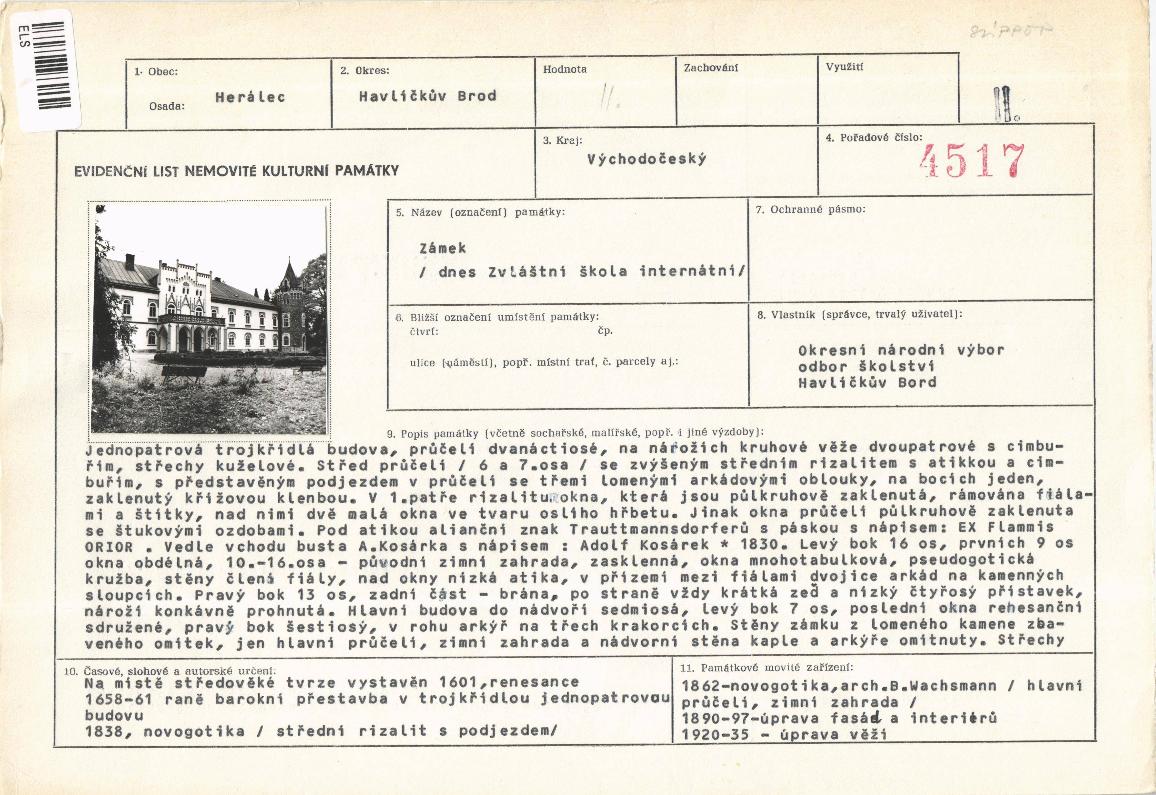 ELS
1. Obec:
Osada: Herálec
2. Okres:
Havlíčkův Brod
Hodnota
II.
Zachování
Využití
II.
EVIDENČNÍ LIST NEMOVITÉ KULTURNÍ PAMÁTKY
3. Kraj:
Východočeský
4. Pořadové číslo:
4517
5. Název (označení) památky:
Zámek
/ dnes Zvláštní škola internátní/
7. Ochranné pásmo:
6. Bližší označení umístění památky:
čtvrť: čp.
ulice (náměstí), popř. místní trať, č. parcely aj.:
8. Vlastník (správce, trvalý uživatel):
Okresní národní výbor
odbor školství
Havlíčkův Bord
9. Popis památky (včetně sochařské, malířské, popř. i jiné výzdoby):
Jednopatrová trojkřídlá budova, průčelí dvanáctiosé, na nárožích kruhové věže dvoupatrové s cimbu-
řím, střechy kuželové. Střed průčelí / 6 a 7.osa / se zvýšeným středním rizalitem s atikkou a cim-
buřím, s představěným podjezdem v průčelí se třemi lomenými arkádovými oblouky, na bocích jeden,
zaklenutý křížovou klenbou. V 1.patře rizalitu okna, která jsou půlkruhově zaklenutá, rámována fiála-
mi a štítky, nad nimi dvě malá okna ve tvaru oslího hřbetu. Jinak okna průčelí půlkruhově zaklenuta
se štukovými ozdobami. Pod atikou alianční znak Trauttmannsdorferů s páskou s nápisem: EX Flammis
ORIOR . Vedle vchodu busta A.Kosárka s nápisem : Adolf Kosárek * 1830. Levý bok 16 os, prvních 9 os
okna obdélná, 10.-16.osa - původní zimní zahrada, zasklenná, okna mnohotabulková, pseudogotická
kružba, stěny člení fiály, nad okny nízká atika, v přízemí mezi fiálami dvojice arkád na kamenných
sloupcích. Pravý bok 13 os, zadní část - brána, po straně vždy krátká zeď a nízký čtyřosý přístavek,
nároží konkávně prohnutá. Hlavní budova do nádvoří sedmiosá, levý bok 7 os, poslední okna rehesanční
sdružené, pravý bok šestiosý, v rohu arkýř na třech krakorcích. Stěny zámku z lomeného kamene zba-
veného omítek, jen hlavní průčelí, zimní zahrada a nádvorní stěna kaple a arkýře omítnuty. Střechy
10. Časové, slohové a autorské určení:
Na místě středověké tvrze vystavěn 1601,renesance
1658-61 raně barokní přestavba v trojkřídlou jednopatrovou
budovu
1838, novogotika / střední rizalit s podjezdem/
11. Památkové movité zařízení:
1862-novogotika,arch.B.Wachsmann / hlavní
průčelí, zimní zahrada /
1890-97-úprava fasád a interiérů
1920-35 - úprava věží